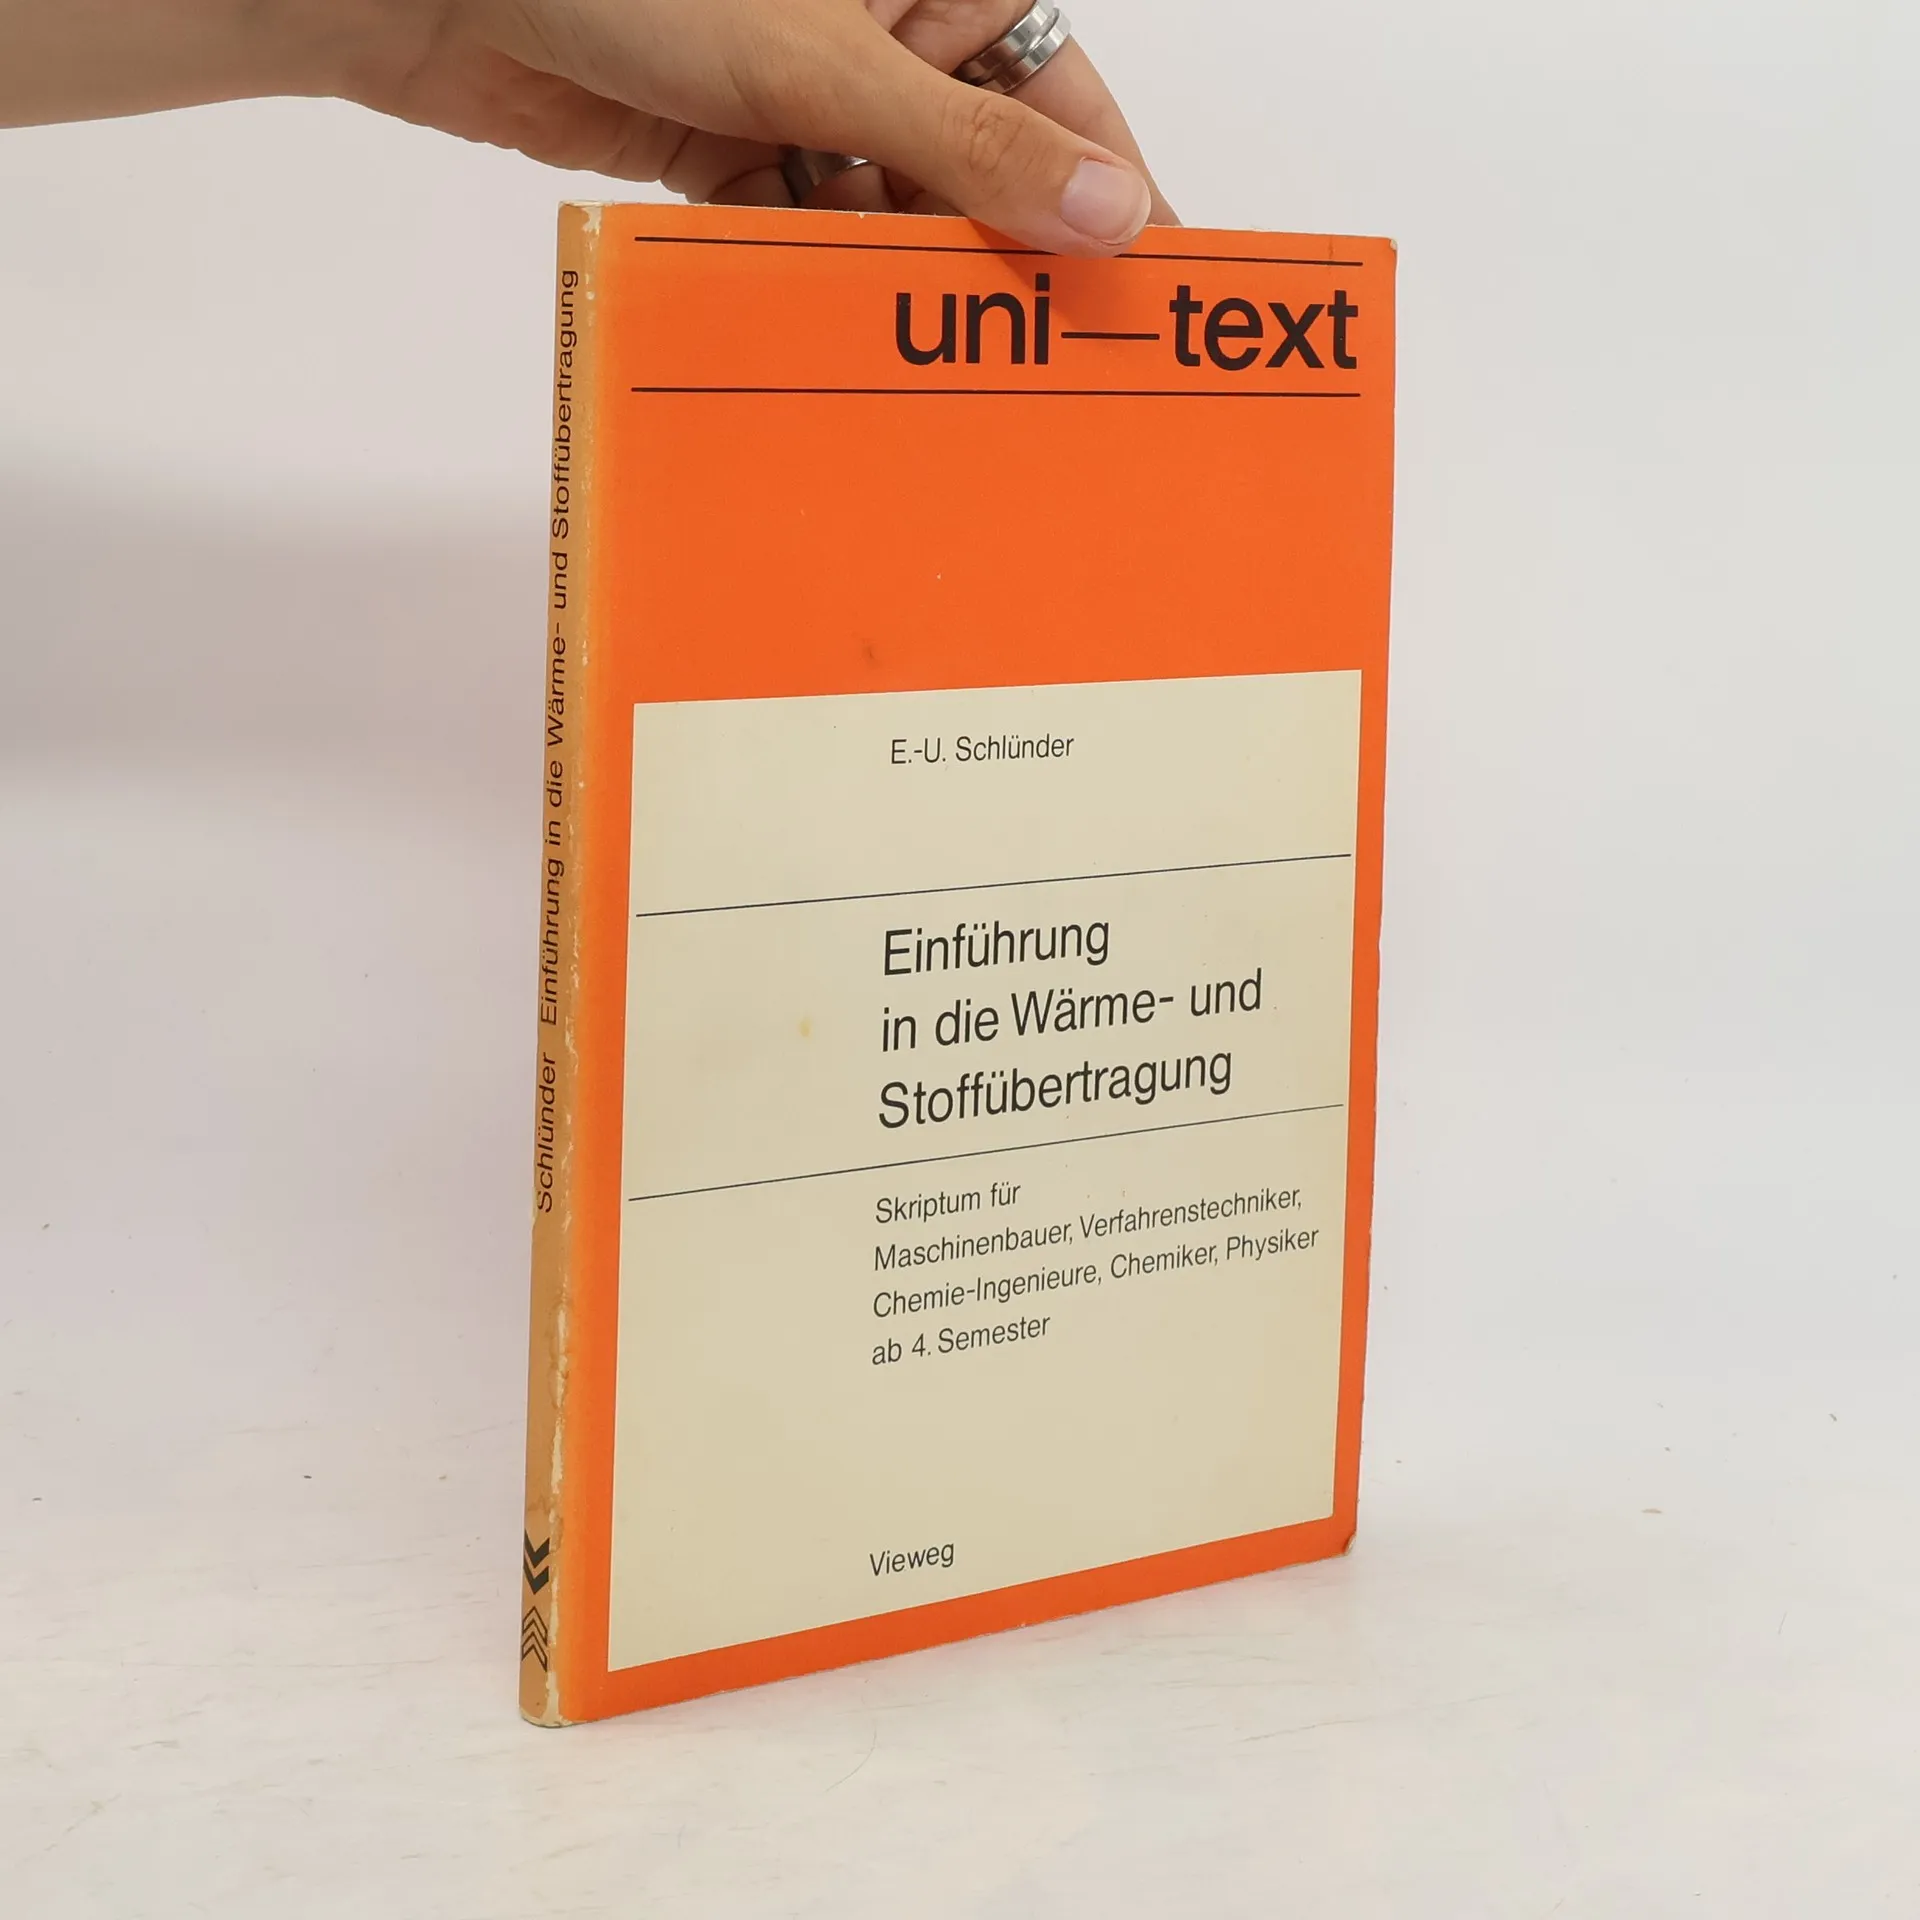 uni—text
E.-U. Schlünder
Einführung
in die Wärme- und
Stoffübertragung
Skriptum für
Maschinenbauer, Verfahrenstechniker,
Chemie-Ingenieure, Chemiker, Physiker
ab 4. Semester
Vieweg
Schlünder Einführung in die Wärme- und Stoffübertragung